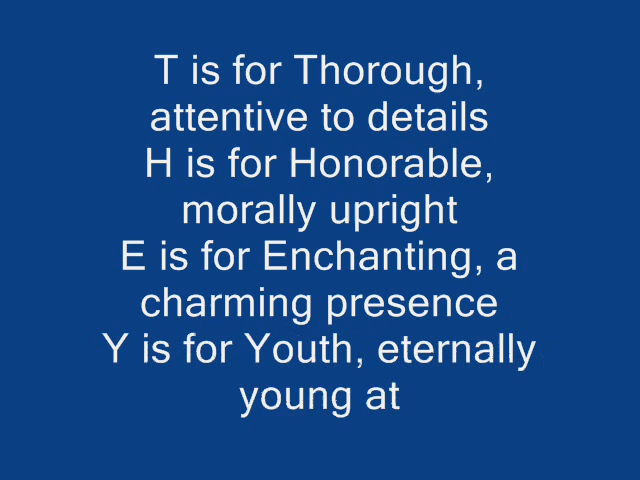 T is for Thorough,
attentive to details
H is for Honorable,
morally upright
E is for Enchanting, a
charming presence
Y is for Youth, eternally
young at